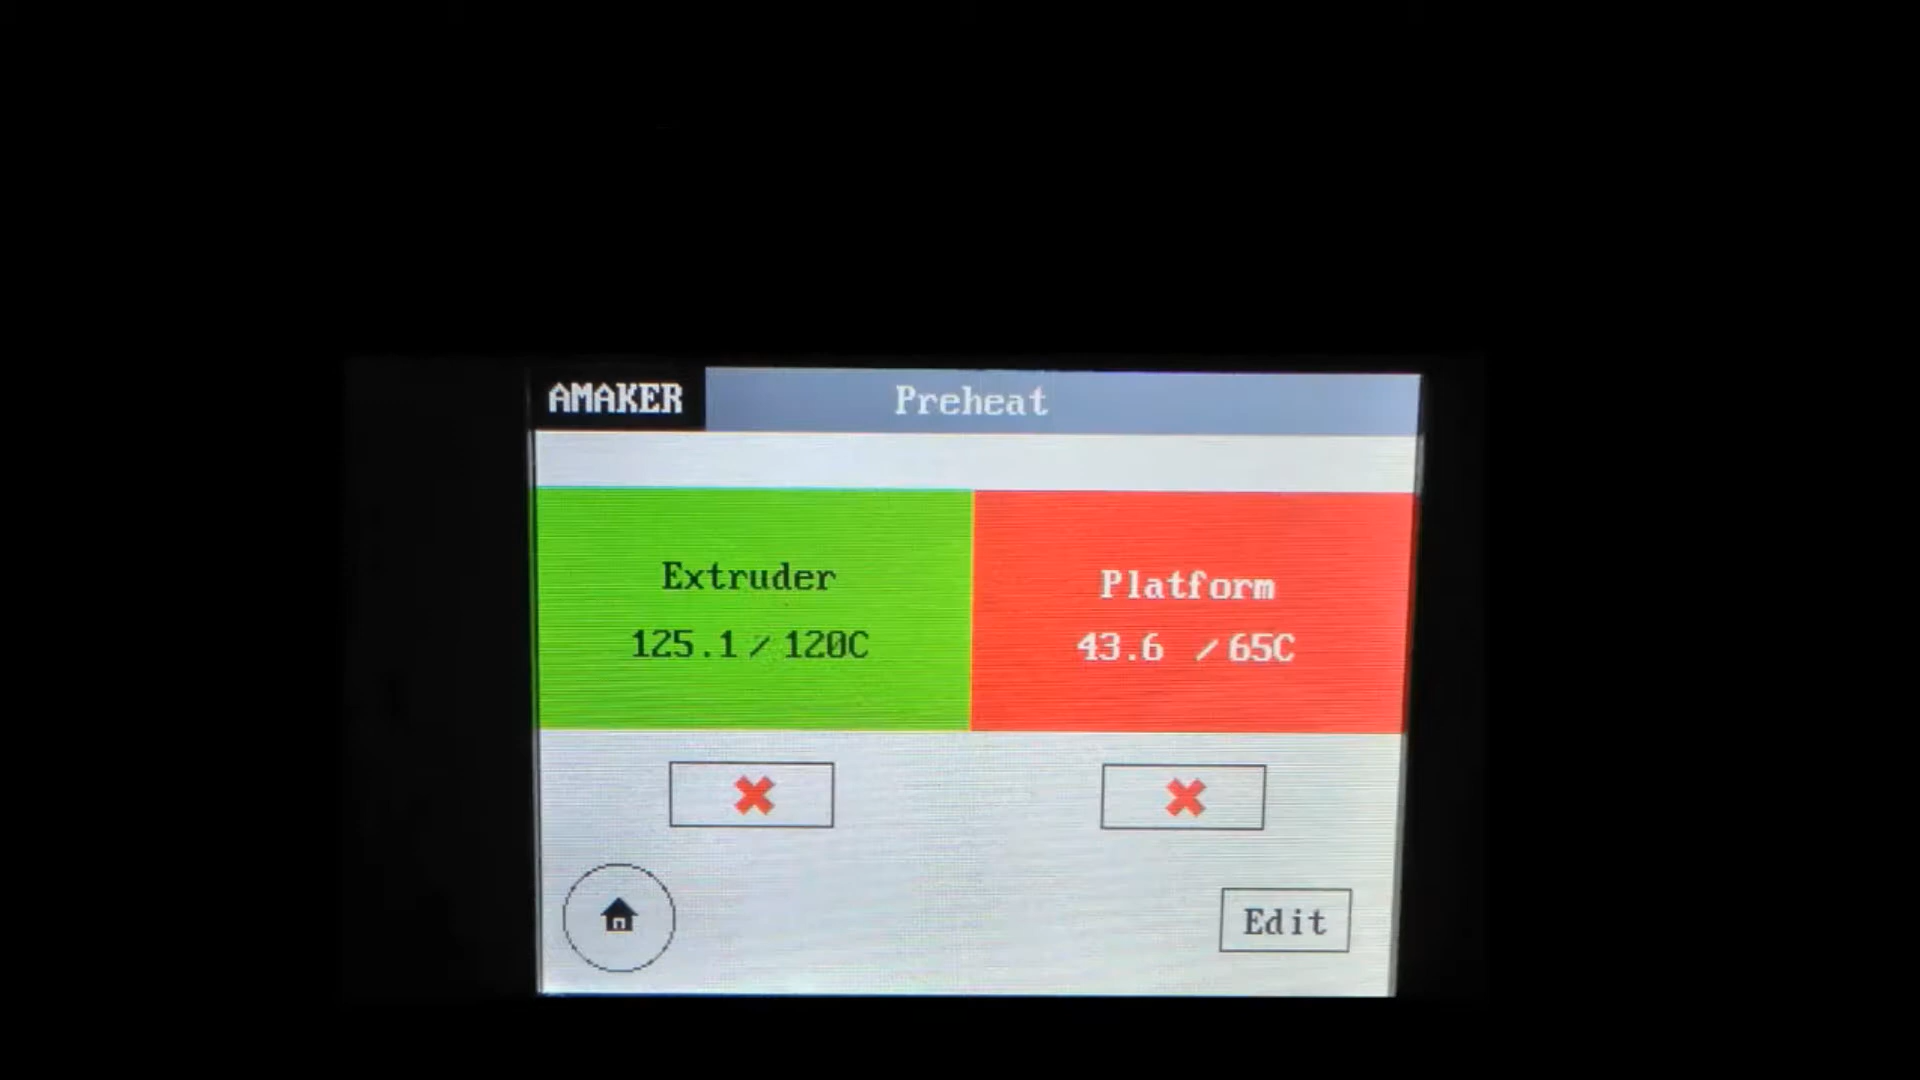 AMAKER Preheat
Extruder
125.1/120C
Platform
43.6 /65C
Edit